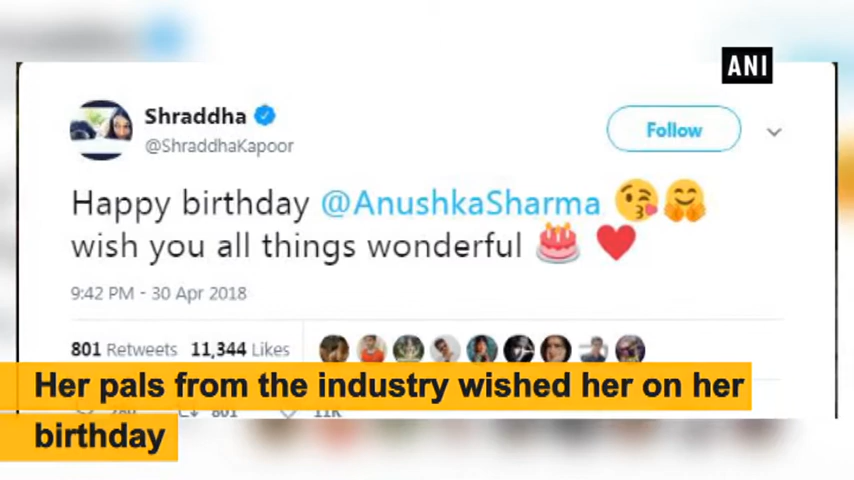 ANI
Shraddha
@ShraddhaKapoor
Follow
Happy birthday @AnushkaSharma 😘🤗
wish you all things wonderful 🎂 ❤️
9:42 PM - 30 Apr 2018
801 Retweets 11,344 Likes
Her pals from the industry wished her on her
birthday